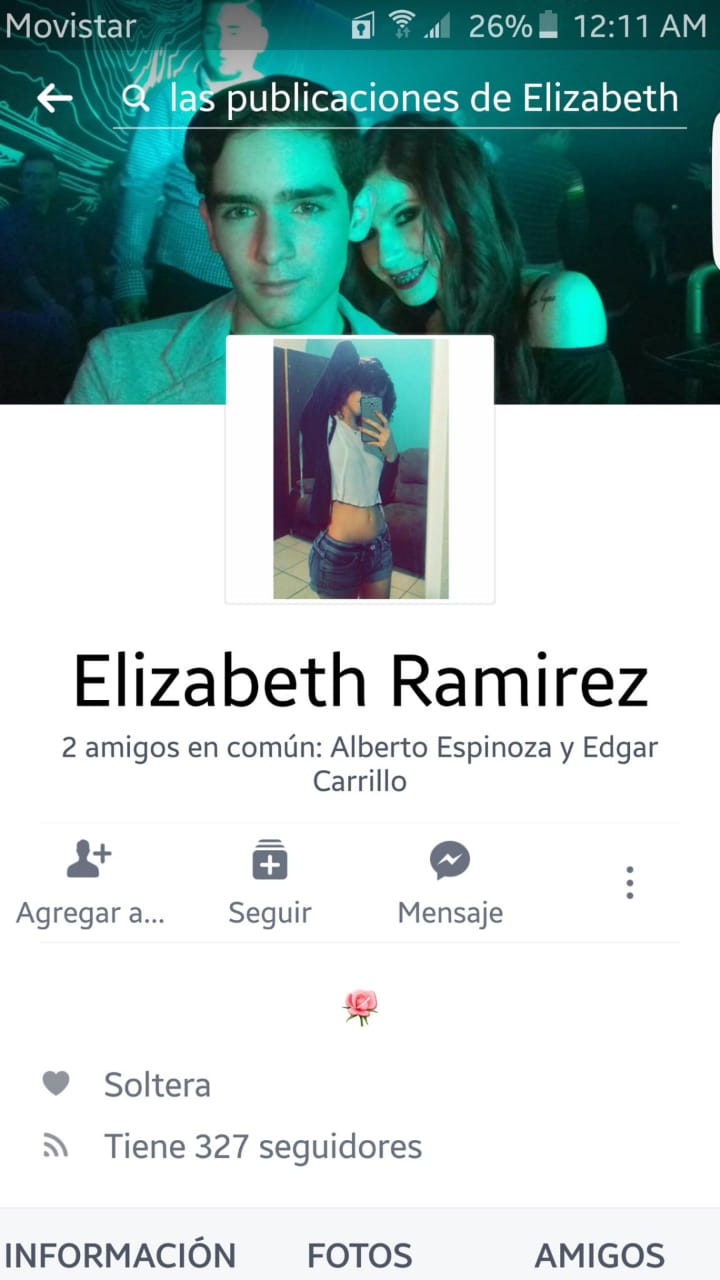 Movistar 26% 12:11 AM
las publicaciones de Elizabeth
Elizabeth Ramirez
2 amigos en común: Alberto Espinoza y Edgar
Carrillo
Agregar a... Seguir Mensaje
Soltera
Tiene 327 seguidores
INFORMACIÓN FOTOS AMIGOS